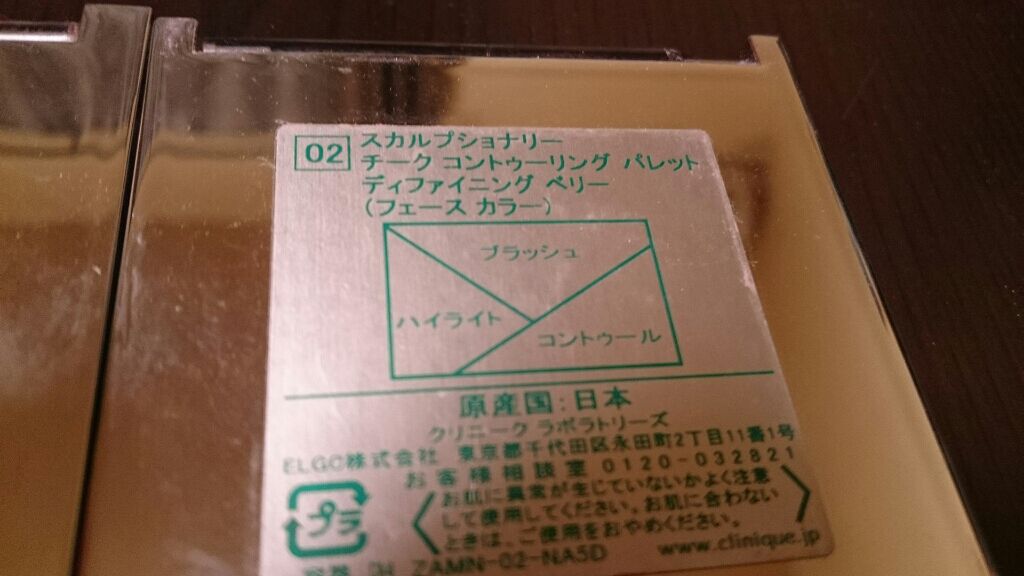 02
スカルプショナリー
チーク コントゥーリング パレット
ディファイニング ベリー
(フェース カラー)
ブラッシュ
ハイライト
コントゥール
原産国:日本
クリニーク ラボラトリーズ
ELGC株式会社 東京都千代田区永田町2丁目11番1号
お客様相談室 0120-032821
お肌に異常が生じていないかよく注意
して使用してください。お肌に合わない
ときは、ご使用をおやめください。
プラ
ZAMN-02-NA5D
www.clinique.jp